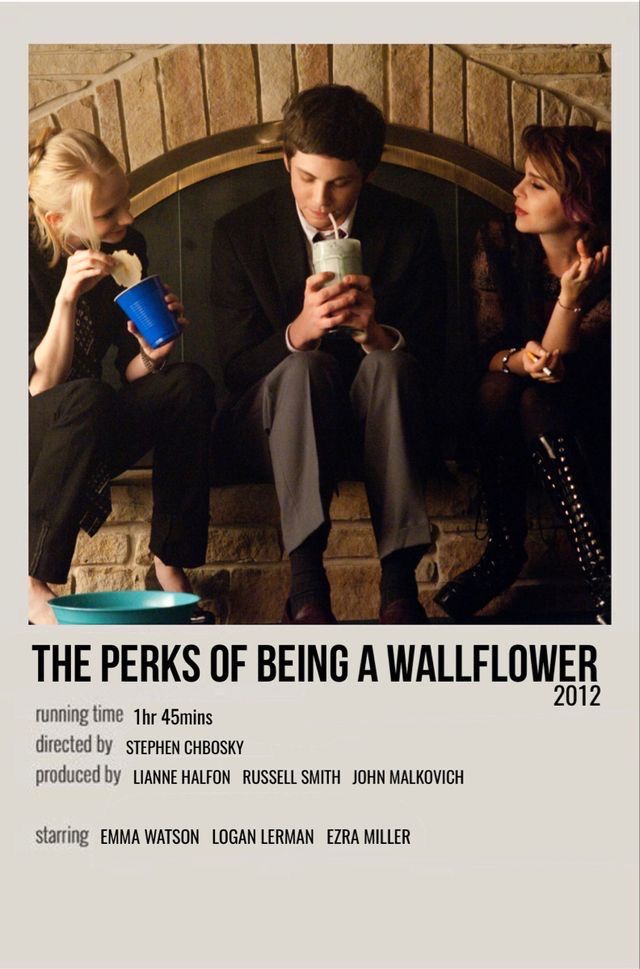 THE PERKS OF BEING A WALLFLOWER
2012
running time 1hr 45mins
directed by STEPHEN CHBOSKY
produced by LIANNE HALFON RUSSELL SMITH JOHN MALKOVICH
starring EMMA WATSON LOGAN LERMAN EZRA MILLER